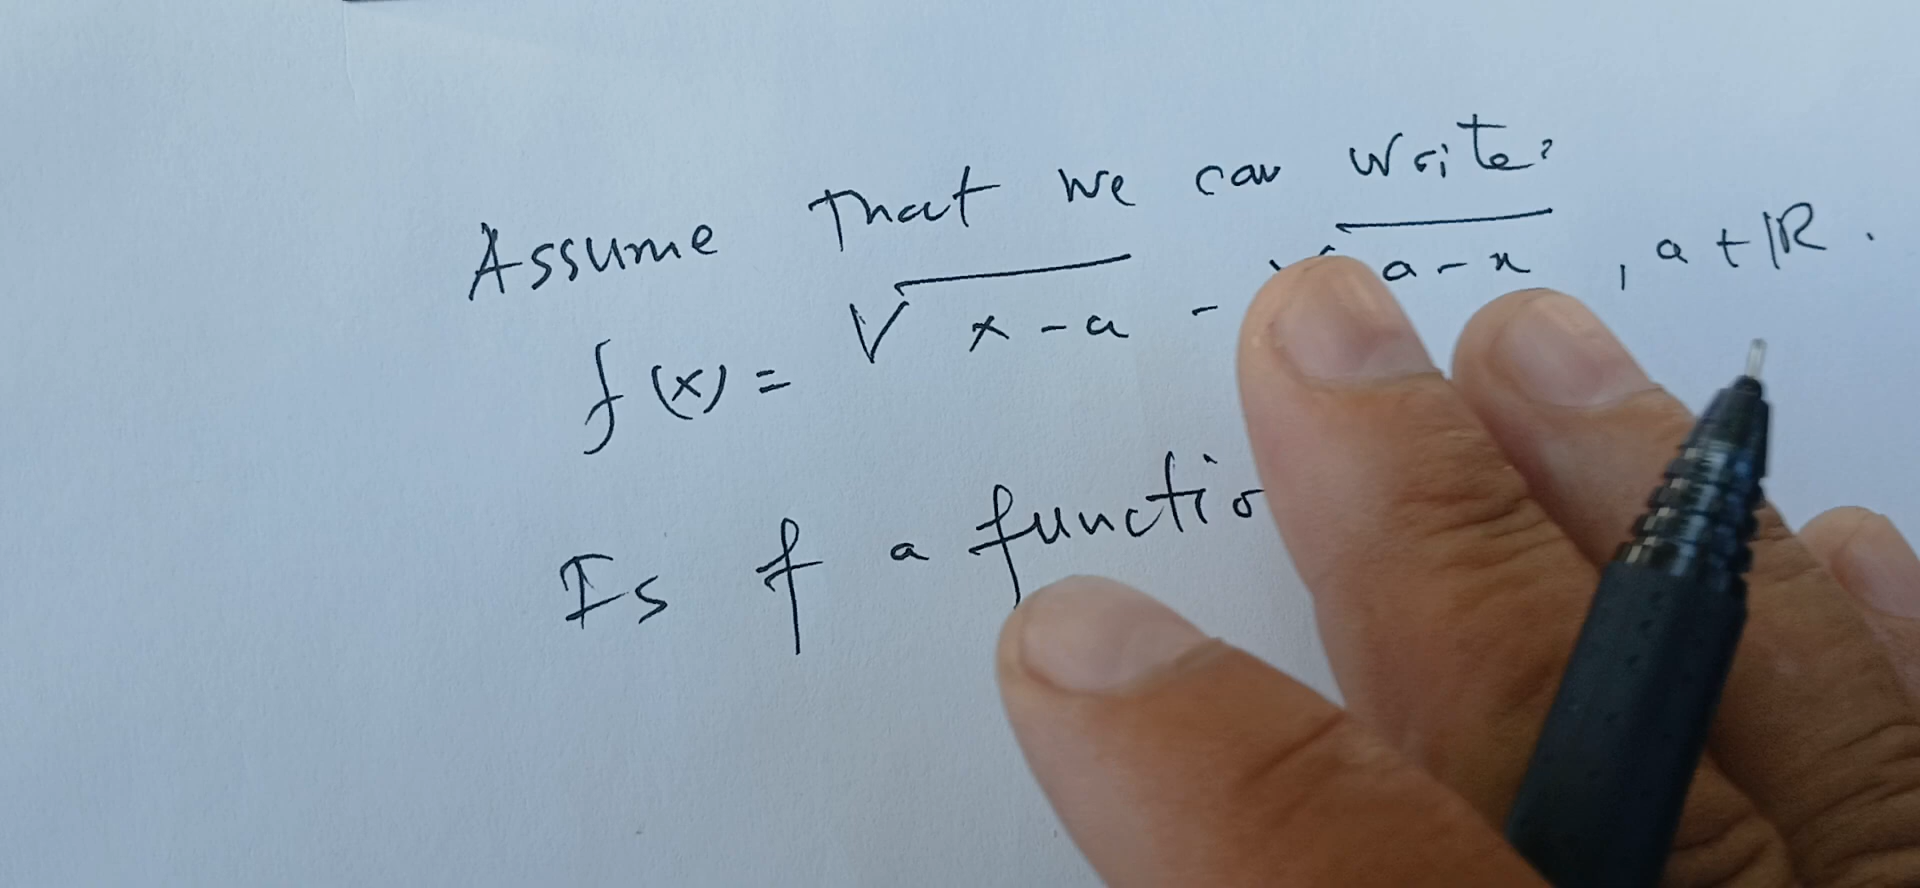 Assume that we can write:
f(x) = √x-a - √a-x , a ∈ ℝ.
Is f a functio